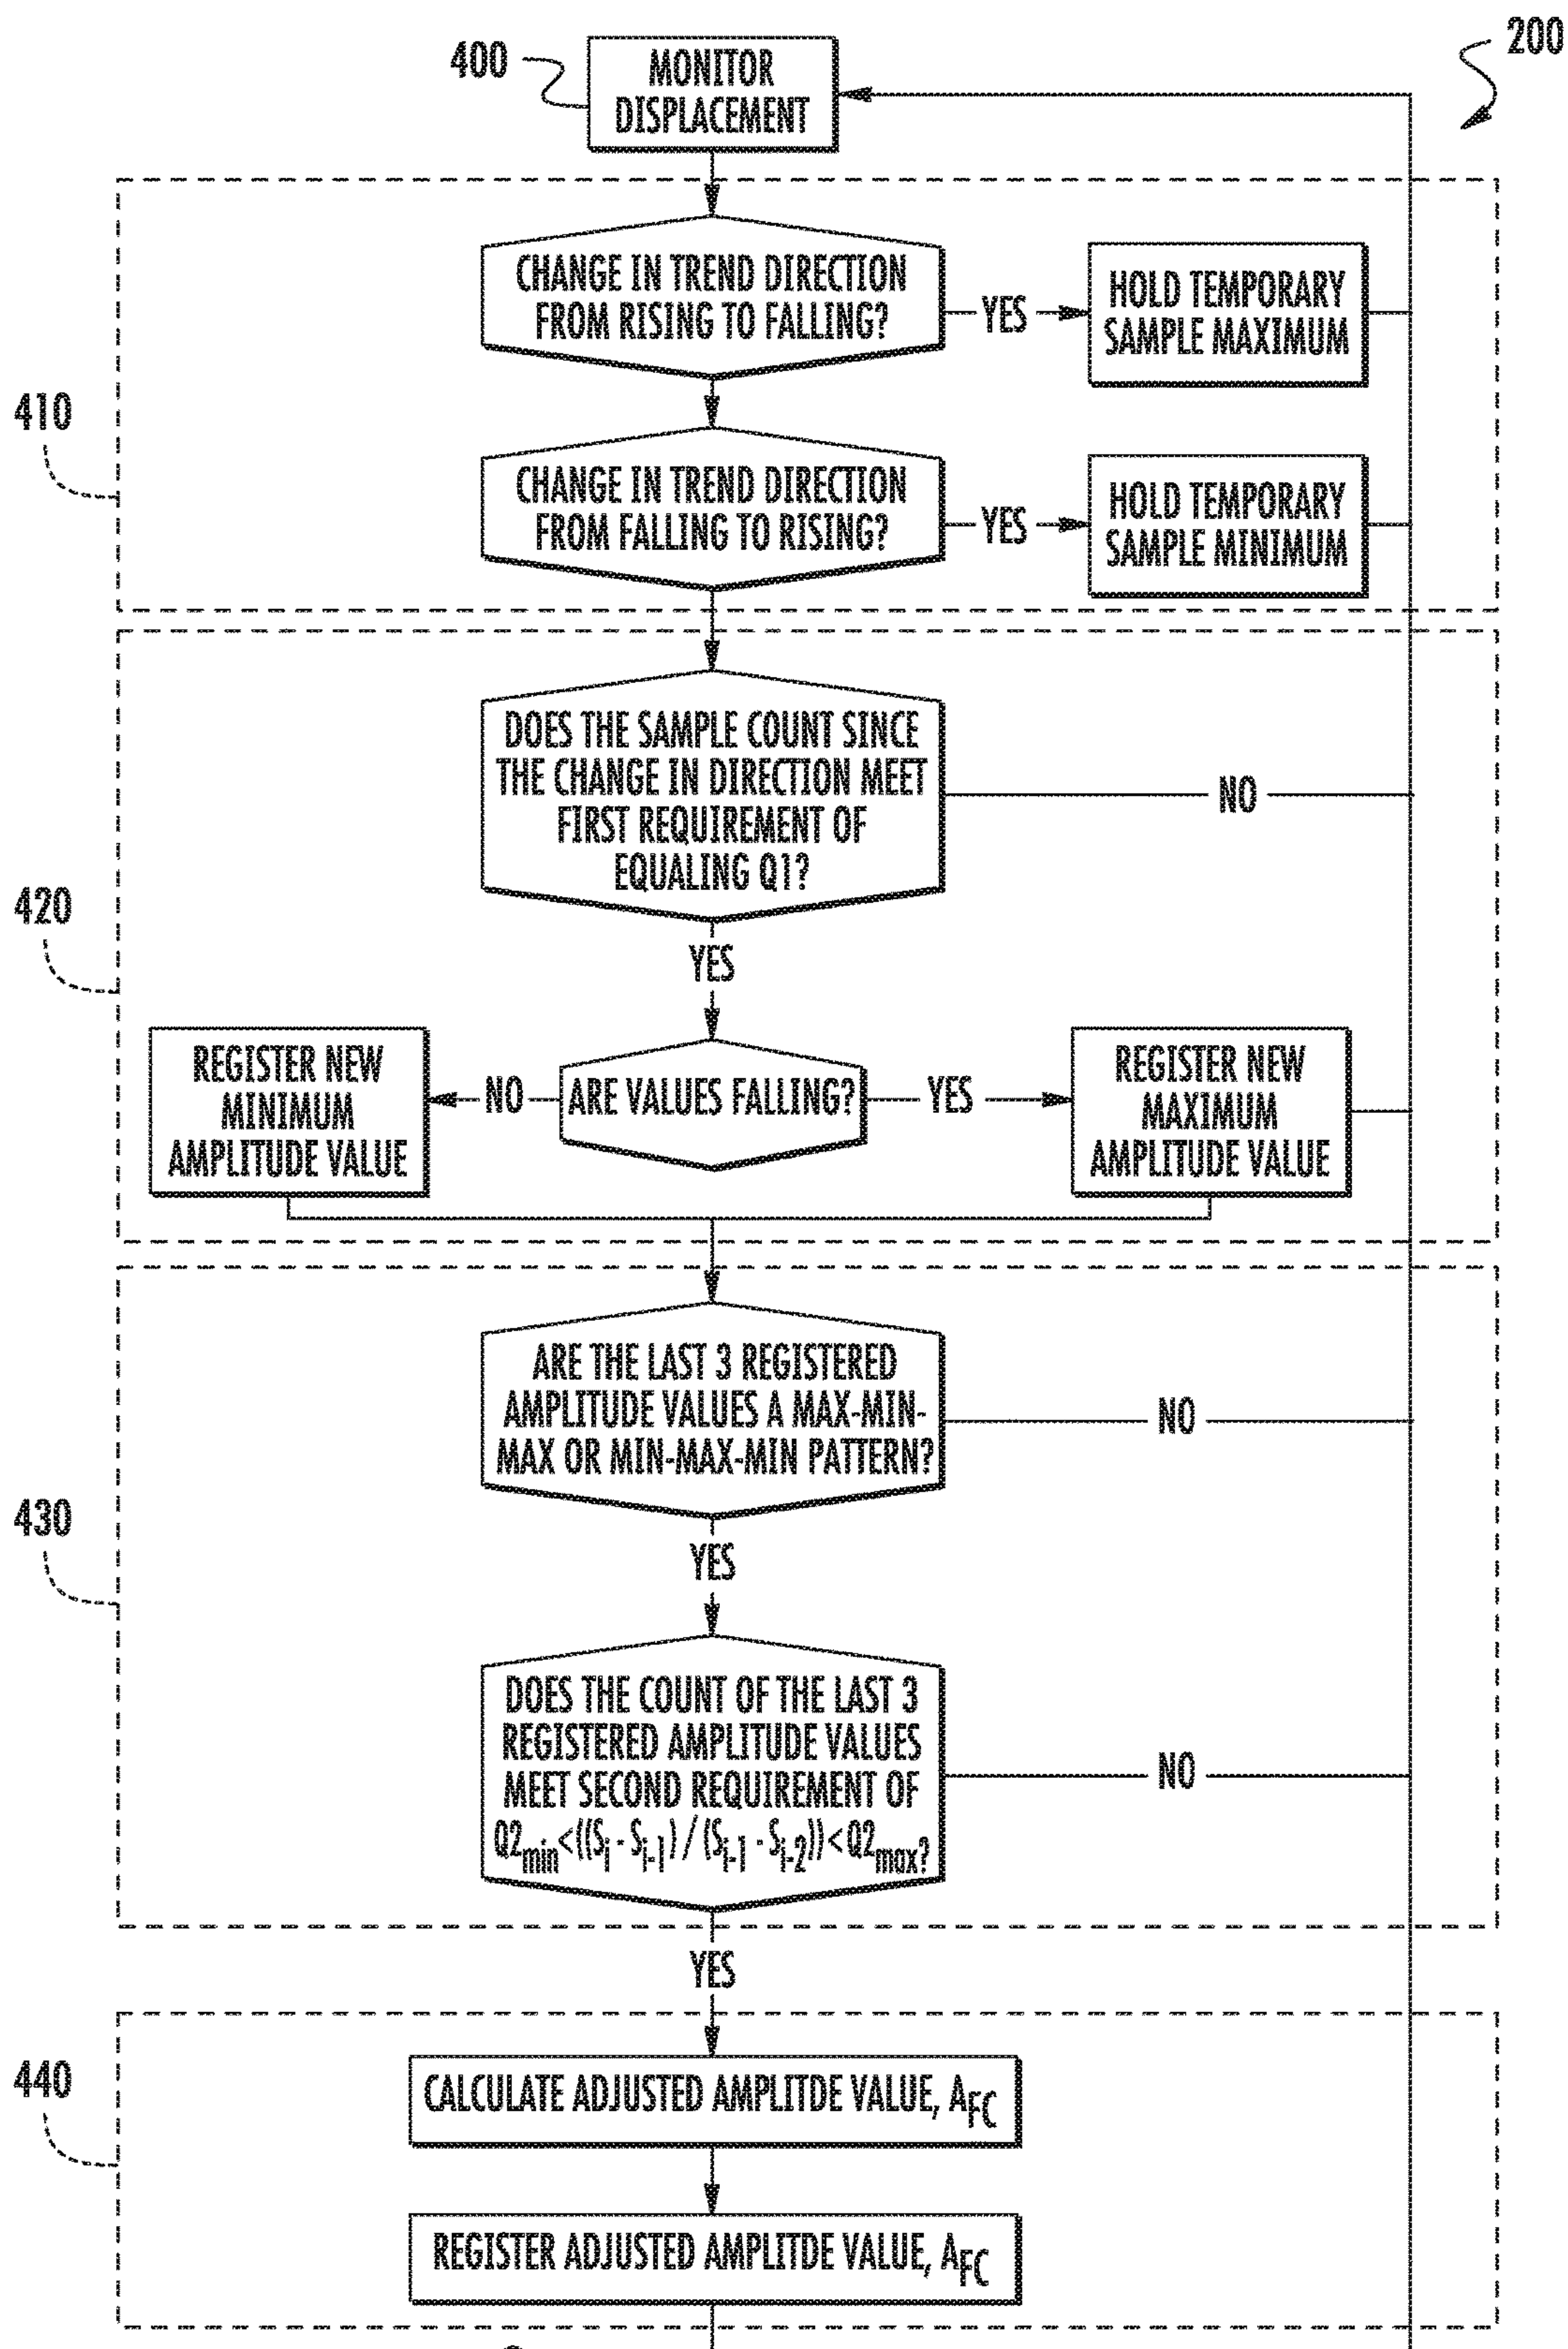 200
400
MONITOR
DISPLACEMENT
CHANGE IN TREND DIRECTION
FROM RISING TO FALLING?
YES
HOLD TEMPORARY
SAMPLE MAXIMUM
410
CHANGE IN TREND DIRECTION
FROM FALLING TO RISING?
YES
HOLD TEMPORARY
SAMPLE MINIMUM
DOES THE SAMPLE COUNT SINCE
THE CHANGE IN DIRECTION MEET
FIRST REQUIREMENT OF
EQUALING Q1?
NO
420
YES
REGISTER NEW
MINIMUM
AMPLITUDE VALUE
NO
ARE VALUES FALLING?
YES
REGISTER NEW
MAXIMUM
AMPLITUDE VALUE
ARE THE LAST 3 REGISTERED
AMPLITUDE VALUES A MAX-MIN-
MAX OR MIN-MAX-MIN PATTERN?
NO
430
YES
DOES THE COUNT OF THE LAST 3
REGISTERED AMPLITUDE VALUES
MEET SECOND REQUIREMENT OF
Q2min<((Si - Si-1) / (Si-1 - Si-2))<Q2max?
NO
YES
440
CALCULATE ADJUSTED AMPLITDE VALUE, AFC
REGISTER ADJUSTED AMPLITDE VALUE, AFC